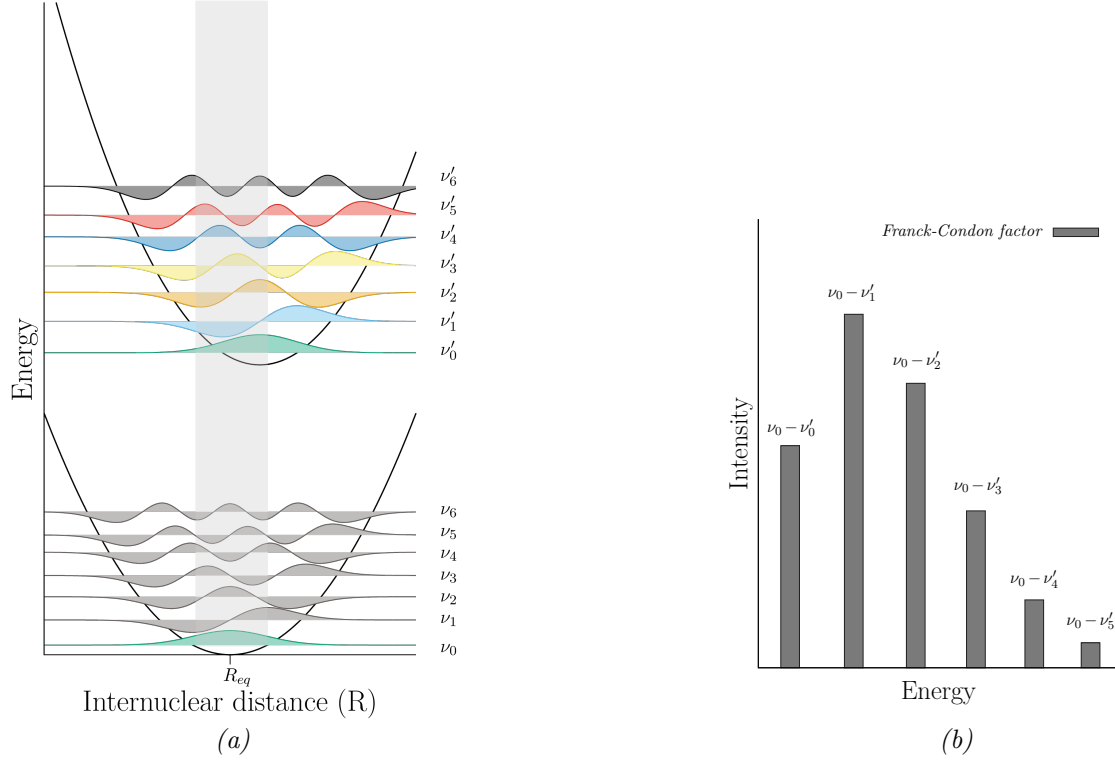 Energy
ν′₆
ν′₅
ν′₄
ν′₃
ν′₂
ν′₁
ν′₀
ν₆
ν₅
ν₄
ν₃
ν₂
ν₁
ν₀
R_eq
Internuclear distance (R)
(a)
Franck-Condon factor
Intensity
ν₀ – ν′₀
ν₀ – ν′₁
ν₀ – ν′₂
ν₀ – ν′₃
ν₀ – ν′₄
ν₀ – ν′₅
Energy
(b)